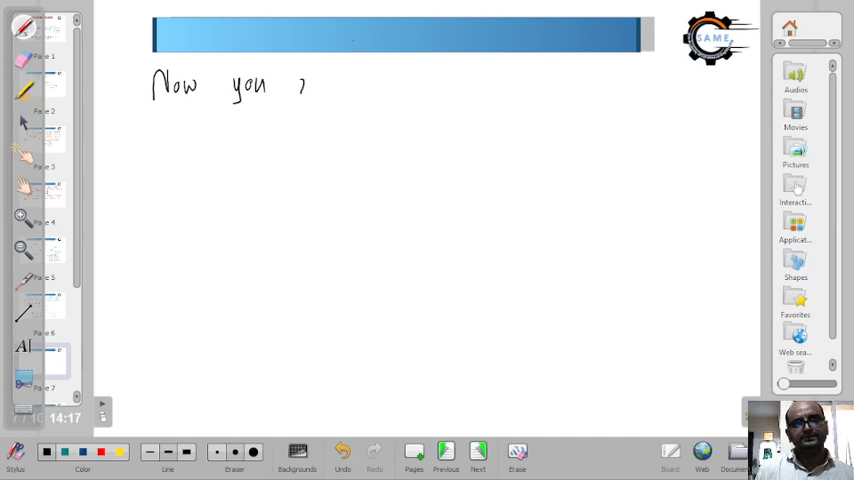 SAME
Now you
Page 1
Page 2
Page 3
Page 4
Page 5
Page 6
Page 7
14:17
Audios
Movies
Pictures
Interacti...
Applicat...
Shapes
Favorites
Web sea...
Stylus
Color
Line
Eraser
Backgrounds
Undo
Redo
Pages
Previous
Next
Erase
Board
Web
Documen